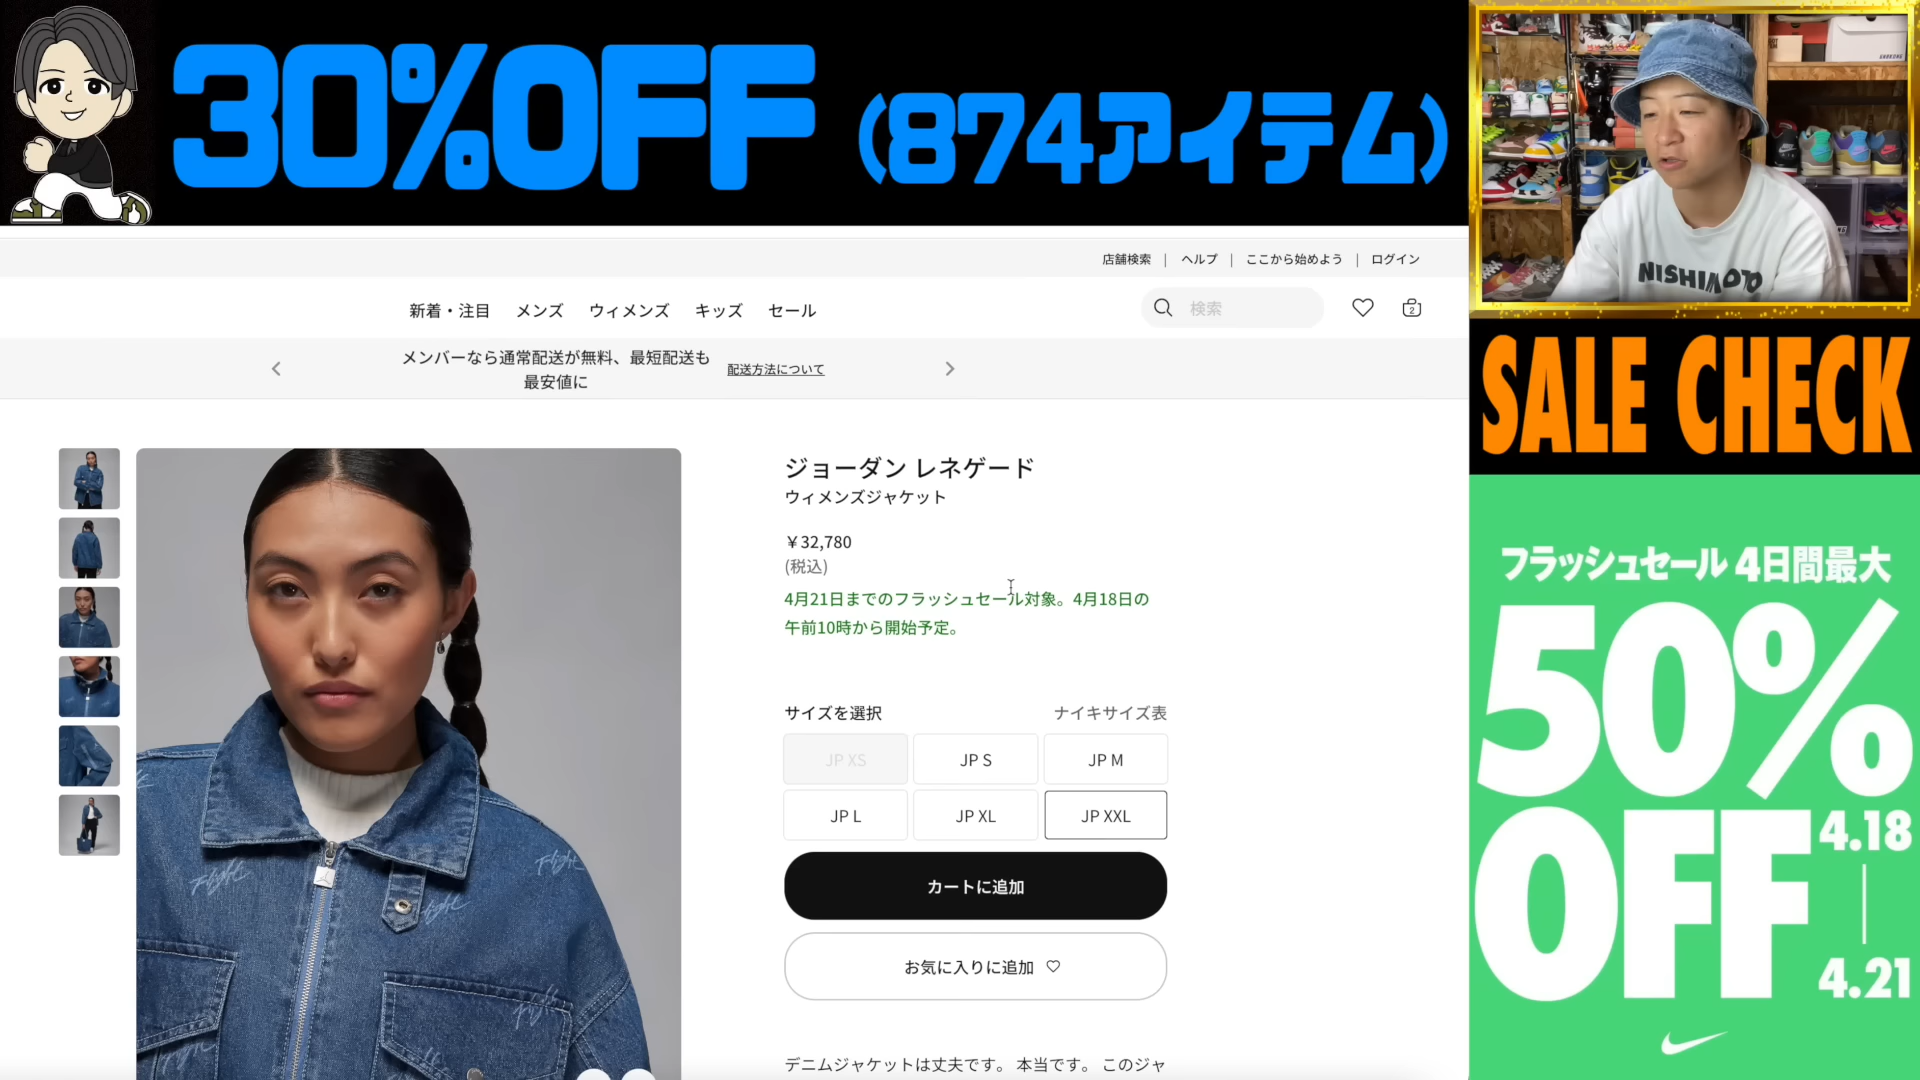 30%OFF (874アイテム)
店舗検索 | ヘルプ | ここから始めよう | ログイン
新着・注目 メンズ ウィメンズ キッズ セール
検索
2
メンバーなら通常配送が無料、最短配送も
最安値に
配送方法について
ジョーダン レネゲード
ウィメンズジャケット
￥32,780
(税込)
4月21日までのフラッシュセール対象。4月18日の
午前10時から開始予定。
サイズを選択
ナイキサイズ表
JP XS
JP S
JP M
JP L
JP XL
JP XXL
カートに追加
お気に入りに追加
デニムジャケットは丈夫です。 本当です。 このジャ
Flight
Flight
Flight
Flight
NISHIMOTO
SALE CHECK
フラッシュセール 4日間最大
50%
OFF
4.18
4.21